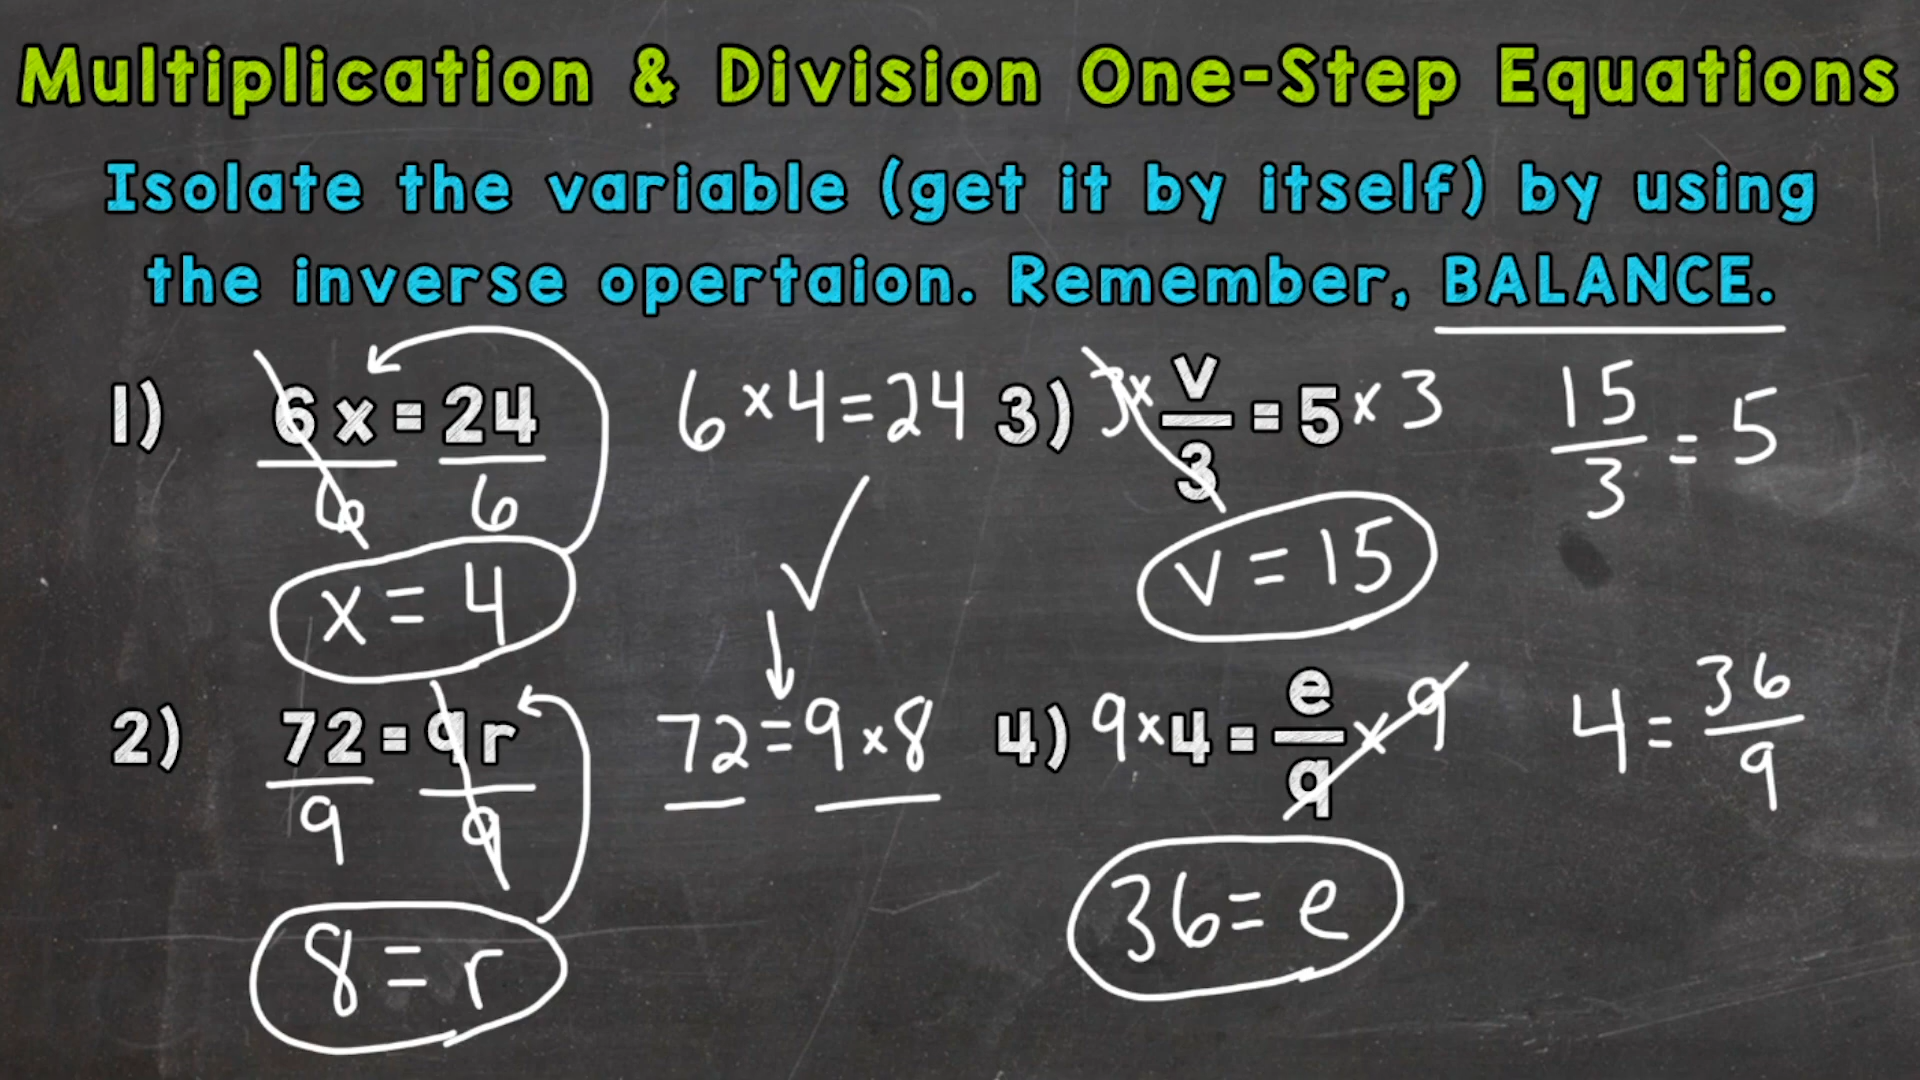 Multiplication & Division One-Step Equations
Isolate the variable (get it by itself) by using
the inverse opertaion. Remember, BALANCE.
1) 6x = 24
6 6
x = 4
6 × 4 = 24
2) 72 = 9r
9 9
8 = r
72 = 9 × 8
3) 3 × v/3 = 5 × 3
v = 15
15/3 = 5
4) 9 × 4 = e/9 × 9
36 = e
4 = 36/9